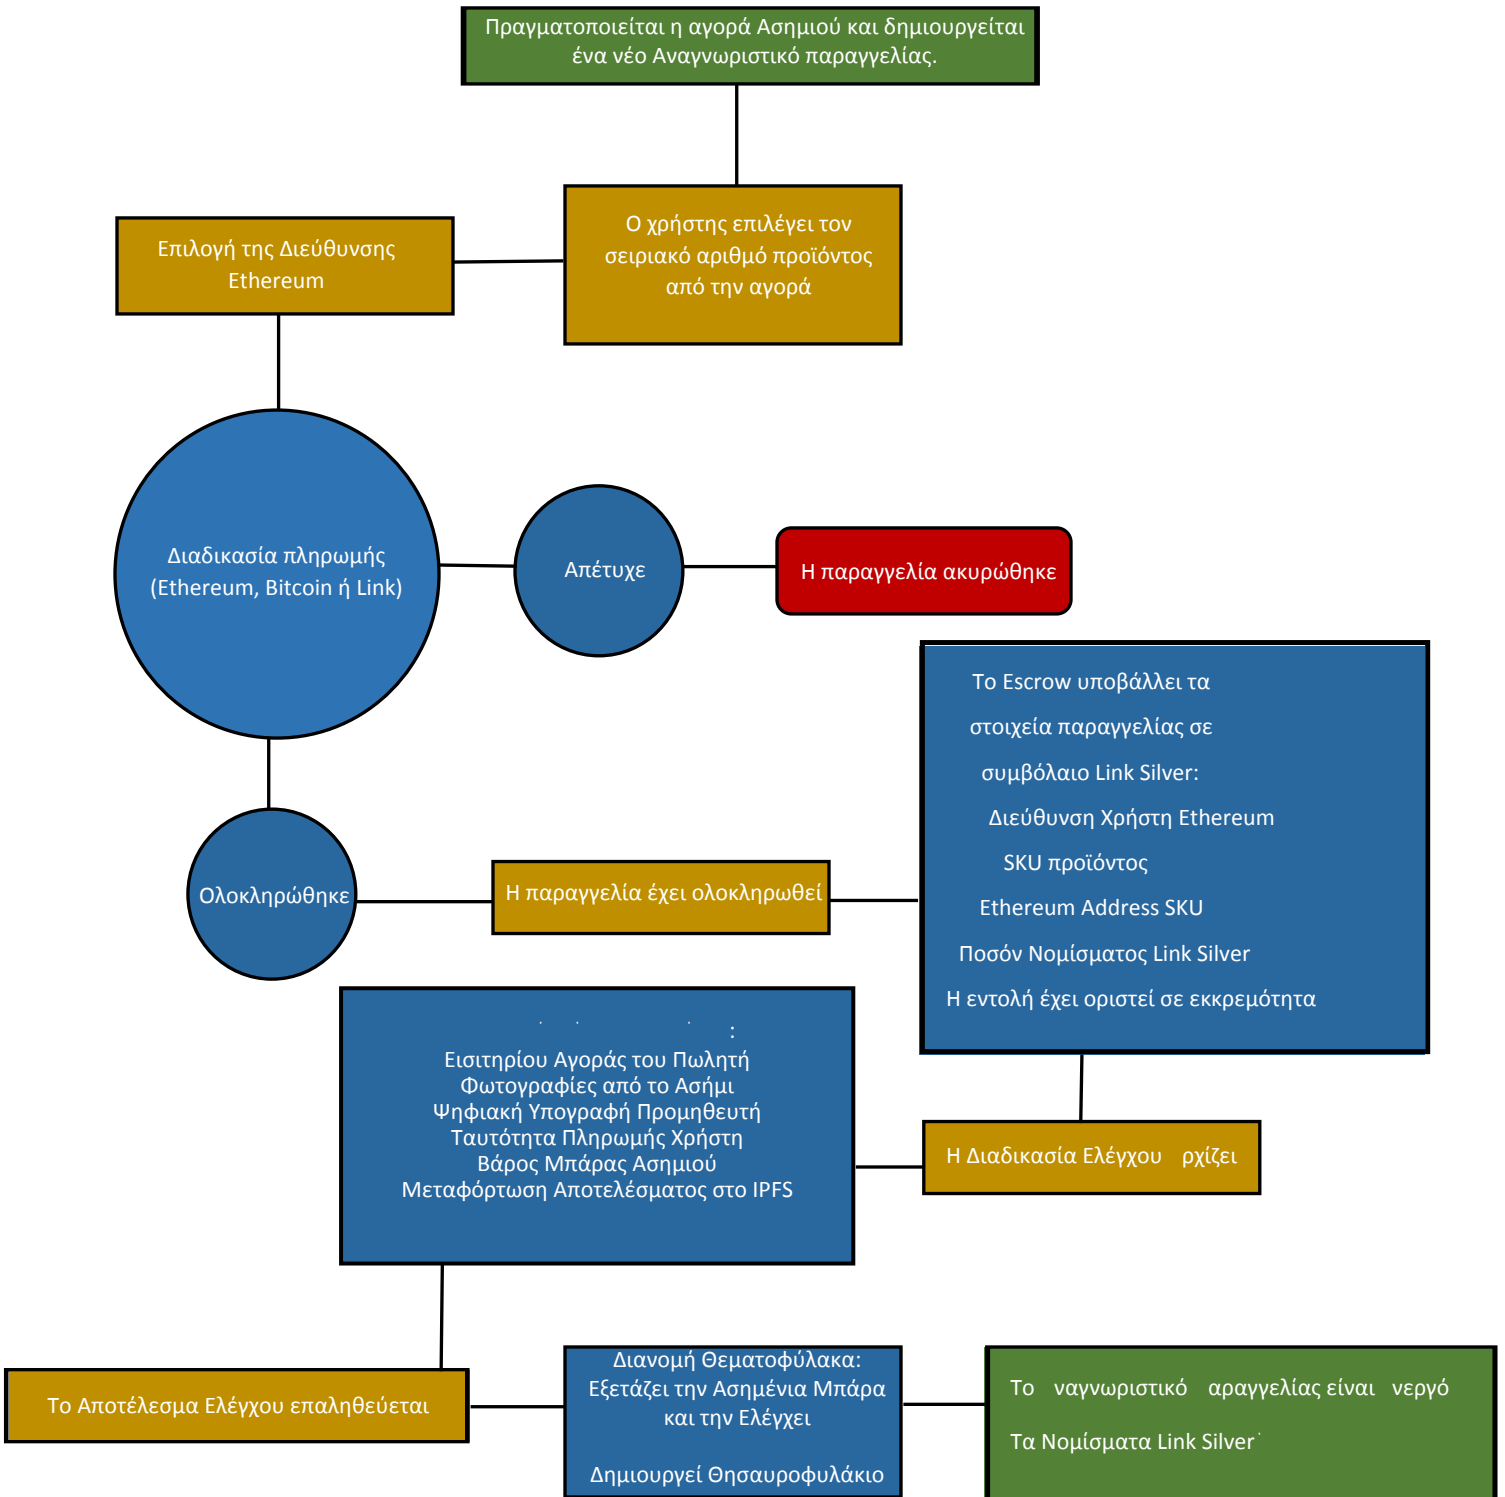 Πραγματοποιείται η αγορά Ασημιού και δημιουργείται
ένα νέο Αναγνωριστικό παραγγελίας.
Ο χρήστης επιλέγει τον
σειριακό αριθμό προϊόντος
από την αγορά
Επιλογή της Διεύθυνσης
Ethereum
Διαδικασία πληρωμής
(Ethereum, Bitcoin ή Link)
Απέτυχε
Η παραγγελία ακυρώθηκε
Ολοκληρώθηκε
Η παραγγελία έχει ολοκληρωθεί
Το Escrow υποβάλλει τα
στοιχεία παραγγελίας σε
συμβόλαιο Link Silver:
Διεύθυνση Χρήστη Ethereum
SKU προϊόντος
Ethereum Address SKU
Ποσόν Νομίσματος Link Silver
Η εντολή έχει οριστεί σε εκκρεμότητα
Η Διαδικασία Ελέγχου ρχίζει
:
Εισιτηρίου Αγοράς του Πωλητή
Φωτογραφίες από το Ασήμι
Ψηφιακή Υπογραφή Προμηθευτή
Ταυτότητα Πληρωμής Χρήστη
Βάρος Μπάρας Ασημιού
Μεταφόρτωση Αποτελέσματος στο IPFS
Το Αποτέλεσμα Ελέγχου επαληθεύεται
Διανομή Θεματοφύλακα:
Εξετάζει την Ασημένια Μπάρα
και την Ελέγχει
Δημιουργεί Θησαυροφυλάκιο
Το ναγνωριστικό αραγγελίας είναι νεργό
Τα Νομίσματα Link Silver